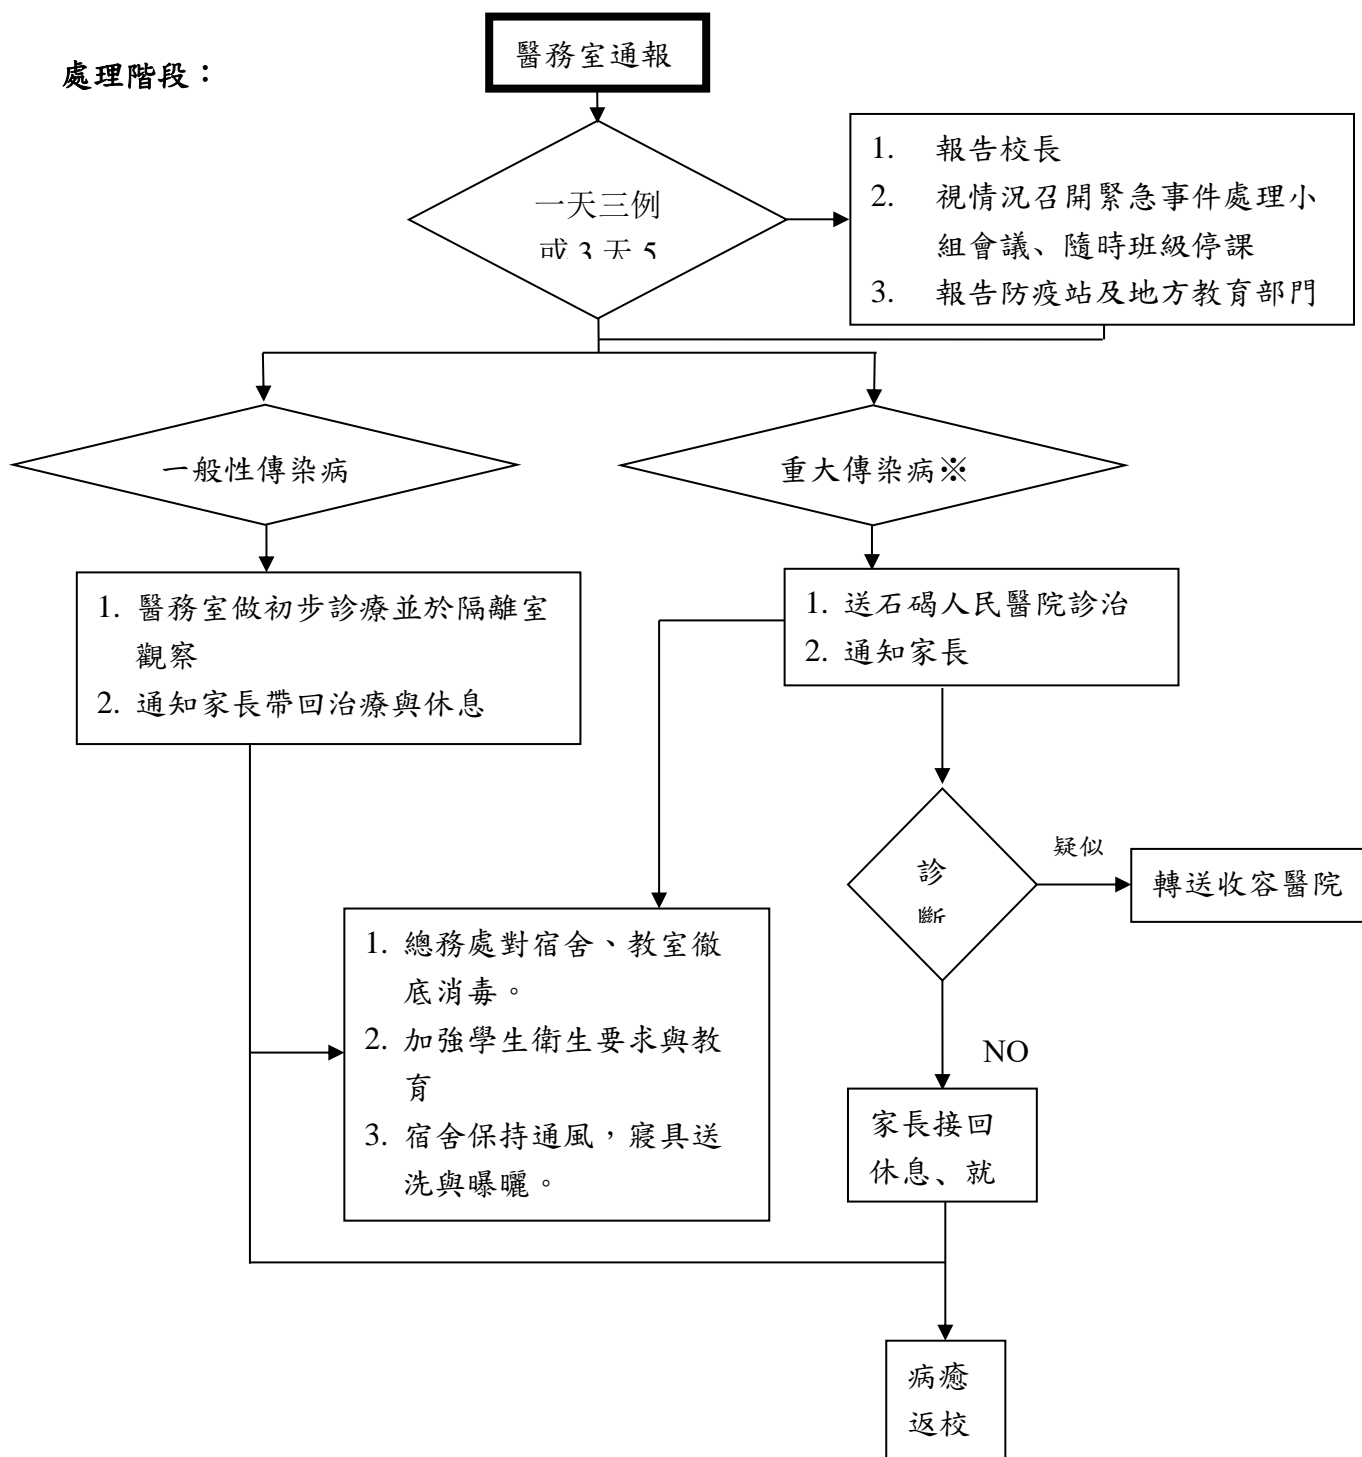 處理階段：
醫務室通報
一天三例
或 3 天 5
1. 報告校長
2. 視情況召開緊急事件處理小
組會議、隨時班級停課
3. 報告防疫站及地方教育部門
一般性傳染病
重大傳染病※
1. 醫務室做初步診療並於隔離室
觀察
2. 通知家長帶回治療與休息
1. 送石碣人民醫院診治
2. 通知家長
診
斷
疑似
轉送收容醫院
1. 總務處對宿舍、教室徹
底消毒。
2. 加強學生衛生要求與教
育
3. 宿舍保持通風，寢具送
洗與曝曬。
NO
家長接回
休息、就
病癒
返校